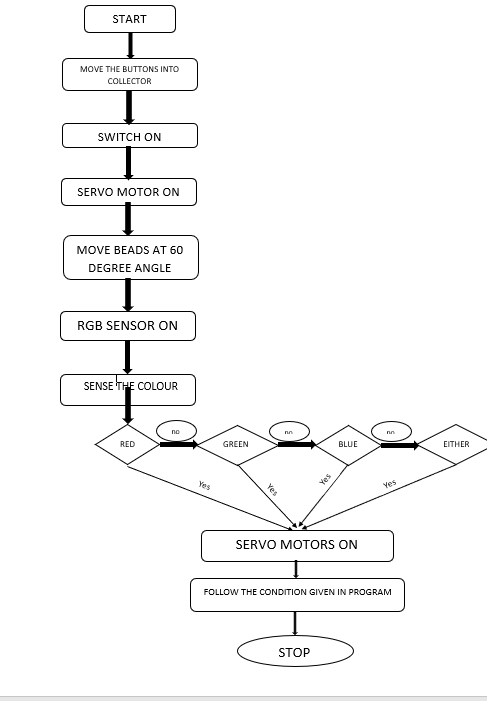 START
MOVE THE BUTTONS INTO
COLLECTOR
SWITCH ON
SERVO MOTOR ON
MOVE BEADS AT 60
DEGREE ANGLE
RGB SENSOR ON
SENSE THE COLOUR
no
no
no
RED
GREEN
BLUE
EITHER
Yes
Yes
Yes
Yes
SERVO MOTORS ON
FOLLOW THE CONDITION GIVEN IN PROGRAM
STOP